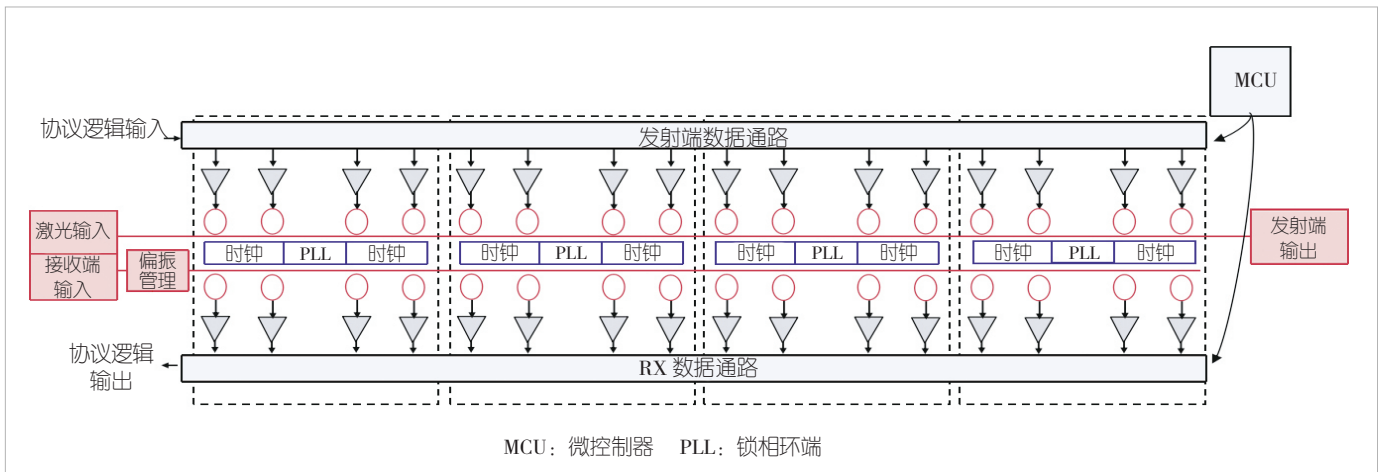 MCU
协议逻辑输入
发射端数据通路
激光输入
发射端
输出
时钟 PLL 时钟 时钟 PLL 时钟 时钟 PLL 时钟 时钟 PLL 时钟
接收端
输入
偏振
管理
协议逻辑
输出
RX 数据通路
MCU：微控制器 PLL：锁相环端